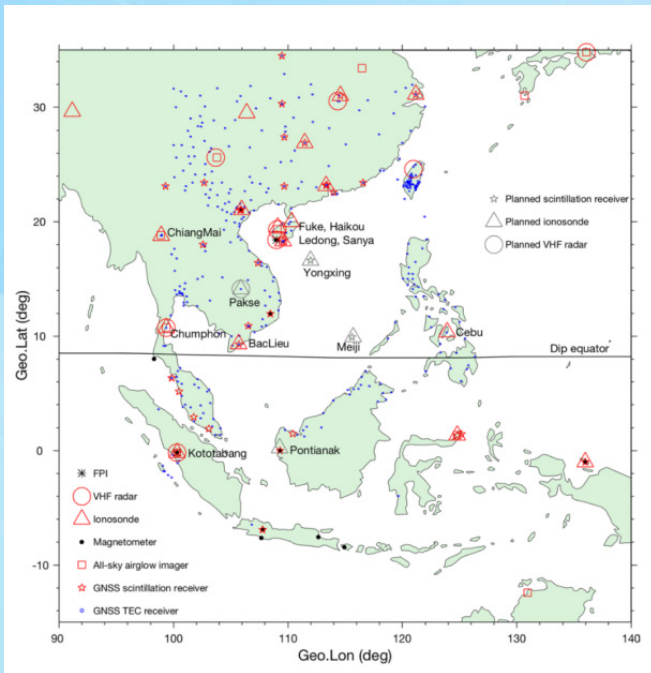 30
20
10
0
-10
90
100
110
120
130
140
Geo.Lat (deg)
Geo.Lon (deg)
ChiangMai
Fuke, Haikou
Ledong, Sanya
Yongxing
Pakse
Chumphon
BacLieu
Meiji
Cebu
Dip equator
Kototabang
Pontianak
Planned scintillation receiver
Planned ionosonde
Planned VHF radar
FPI
VHF radar
Ionosonde
Magnetometer
All-sky airglow imager
GNSS scintillation receiver
GNSS TEC receiver